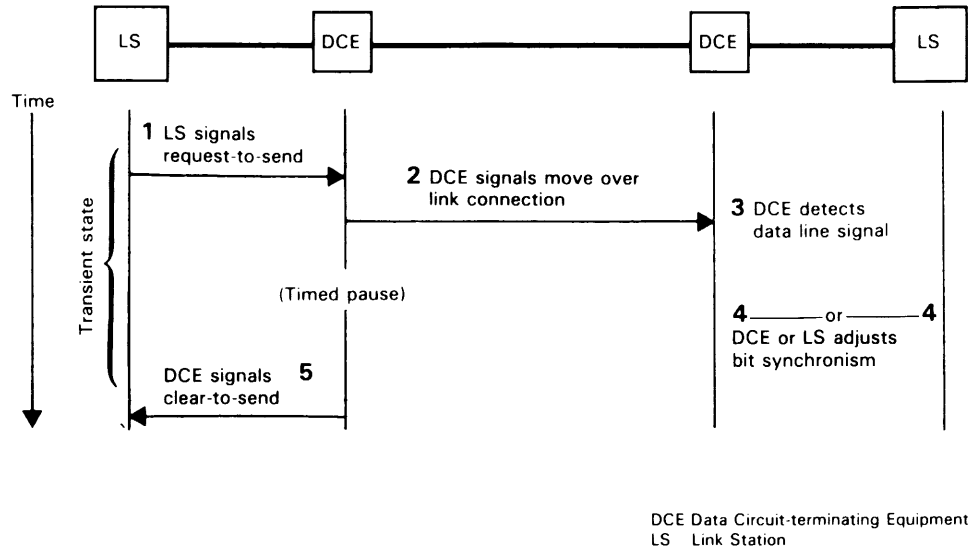 LS
DCE
DCE
LS
Time
Transient state
1 LS signals
request-to-send
2 DCE signals move over
link connection
3 DCE detects
data line signal
(Timed pause)
4 or 4
DCE or LS adjusts
bit synchronism
DCE signals 5
clear-to-send
DCE Data Circuit-terminating Equipment
LS Link Station